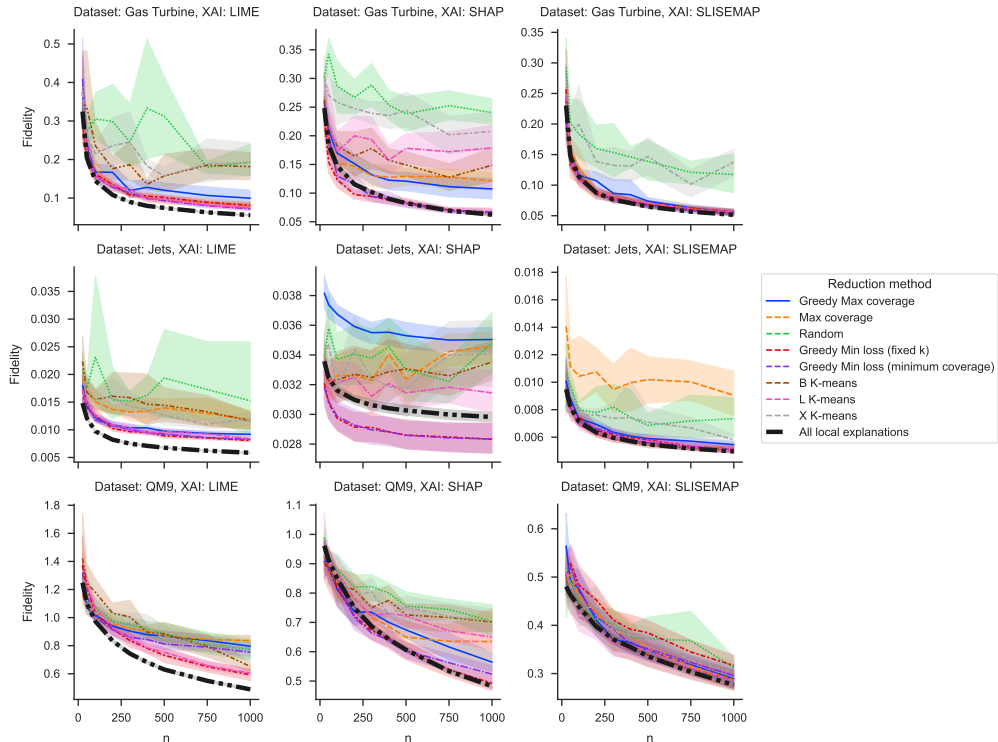 Dataset: Gas Turbine, XAI: LIME
Dataset: Gas Turbine, XAI: SHAP
Dataset: Gas Turbine, XAI: SLISEMAP
Fidelity
0.5
0.4
0.3
0.2
0.1
0.35
0.30
0.25
0.20
0.15
0.10
0.05
0.35
0.30
0.25
0.20
0.15
0.10
0.05
Dataset: Jets, XAI: LIME
Dataset: Jets, XAI: SHAP
Dataset: Jets, XAI: SLISEMAP
Fidelity
0.035
0.030
0.025
0.020
0.015
0.010
0.005
0.038
0.036
0.034
0.032
0.030
0.028
0.018
0.016
0.014
0.012
0.010
0.008
0.006
Reduction method
Greedy Max coverage
Max coverage
Random
Greedy Min loss (fixed k)
Greedy Min loss (minimum coverage)
B K-means
L K-means
X K-means
All local explanations
Dataset: QM9, XAI: LIME
Dataset: QM9, XAI: SHAP
Dataset: QM9, XAI: SLISEMAP
Fidelity
1.8
1.6
1.4
1.2
1.0
0.8
0.6
1.1
1.0
0.9
0.8
0.7
0.6
0.5
0.6
0.5
0.4
0.3
0 250 500 750 1000
0 250 500 750 1000
0 250 500 750 1000
n
n
n